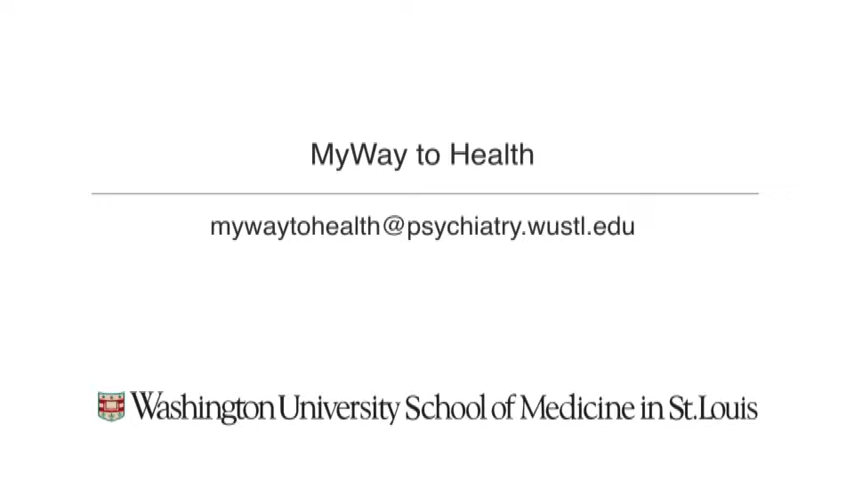 MyWay to Health
mywaytohealth@psychiatry.wustl.edu
Washington University School of Medicine in St. Louis